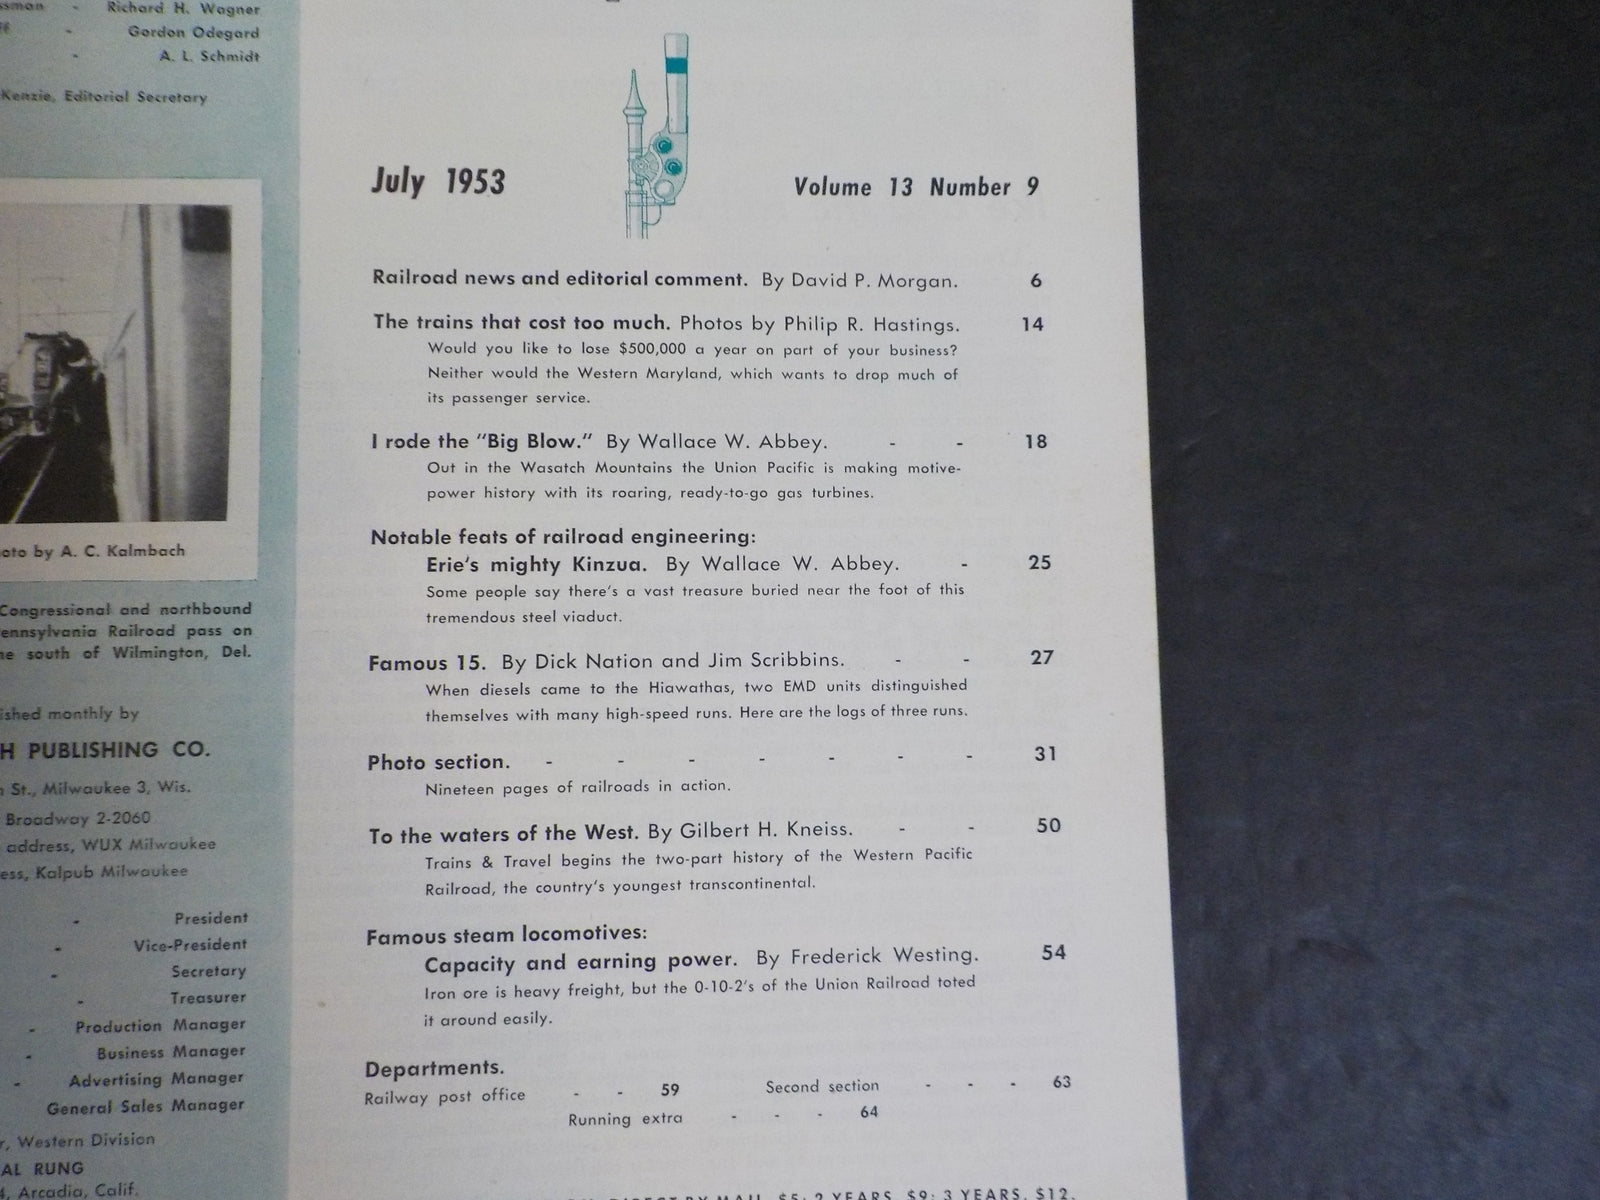 Richard H. Wagner
Gordon Odegard
A. L. Schmidt
Editorial Secretary
Photo by A. C. Kalmbach
Congressional and northbound
Railroad pass on
south of Wilmington, Del.
monthly by
PUBLISHING CO.
St., Milwaukee 3, Wis.
Broadway 2-2060
address, WUX Milwaukee
Kalpub Milwaukee
- President
- Vice-President
- Secretary
- Treasurer
- Production Manager
- Business Manager
- Advertising Manager
General Sales Manager
Western Division
AL RUNG
Arcadia, Calif.
July 1953
Volume 13 Number 9
Railroad news and editorial comment. By David P. Morgan. 6
The trains that cost too much. Photos by Philip R. Hastings. 14
Would you like to lose $500,000 a year on part of your business?
Neither would the Western Maryland, which wants to drop much of
its passenger service.
I rode the "Big Blow." By Wallace W. Abbey. - - 18
Out in the Wasatch Mountains the Union Pacific is making motive-
power history with its roaring, ready-to-go gas turbines.
Notable feats of railroad engineering:
Erie's mighty Kinzua. By Wallace W. Abbey. - 25
Some people say there's a vast treasure buried near the foot of this
tremendous steel viaduct.
Famous 15. By Dick Nation and Jim Scribbins. - - 27
When diesels came to the Hiawathas, two EMD units distinguished
themselves with many high-speed runs. Here are the logs of three runs.
Photo section. - - - - - - - 31
Nineteen pages of railroads in action.
To the waters of the West. By Gilbert H. Kneiss. - - 50
Trains & Travel begins the two-part history of the Western Pacific
Railroad, the country's youngest transcontinental.
Famous steam locomotives:
Capacity and earning power. By Frederick Westing. 54
Iron ore is heavy freight, but the 0-10-2's of the Union Railroad toted
it around easily.
Departments.
Railway post office - - 59 Second section - - - 63
Running extra - - - 64
DIRECT BY MAIL, $5; 2 YEARS, $9; 3 YEARS, $12.